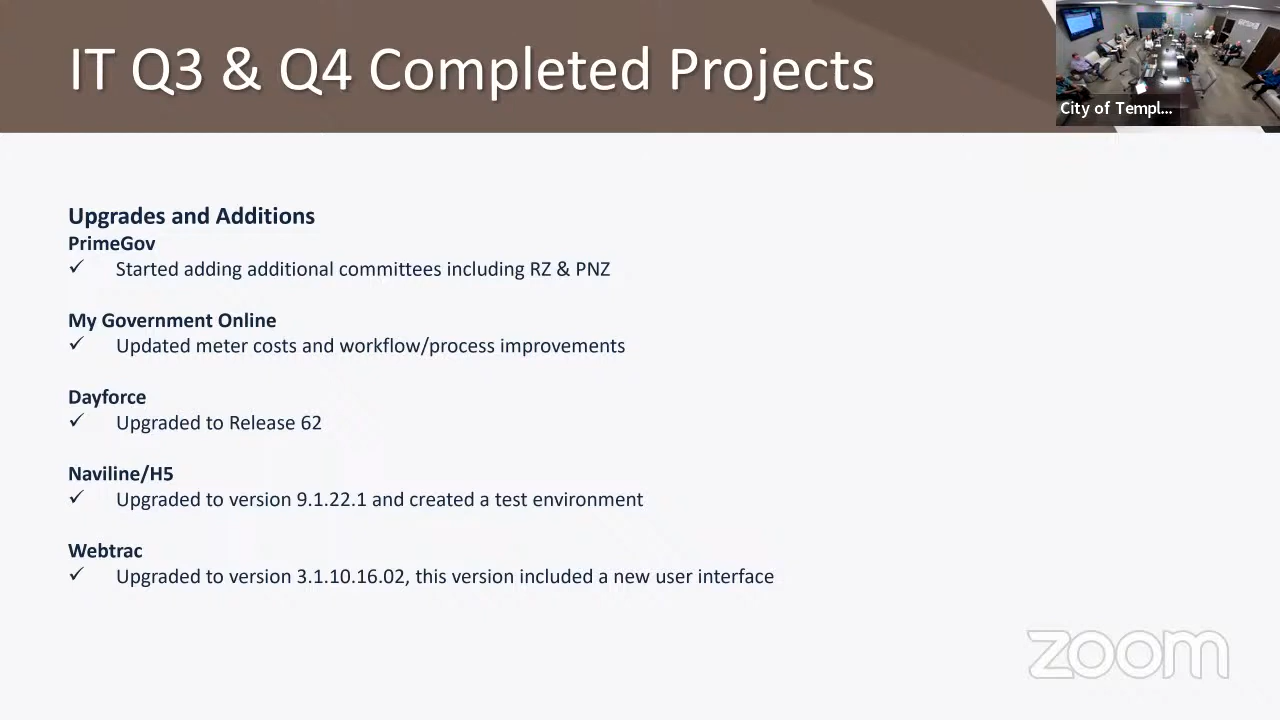 IT Q3 & Q4 Completed Projects
City of Templ...
Upgrades and Additions
PrimeGov
✓ Started adding additional committees including RZ & PNZ
My Government Online
✓ Updated meter costs and workflow/process improvements
Dayforce
✓ Upgraded to Release 62
Naviline/H5
✓ Upgraded to version 9.1.22.1 and created a test environment
Webtrac
✓ Upgraded to version 3.1.10.16.02, this version included a new user interface
zoom